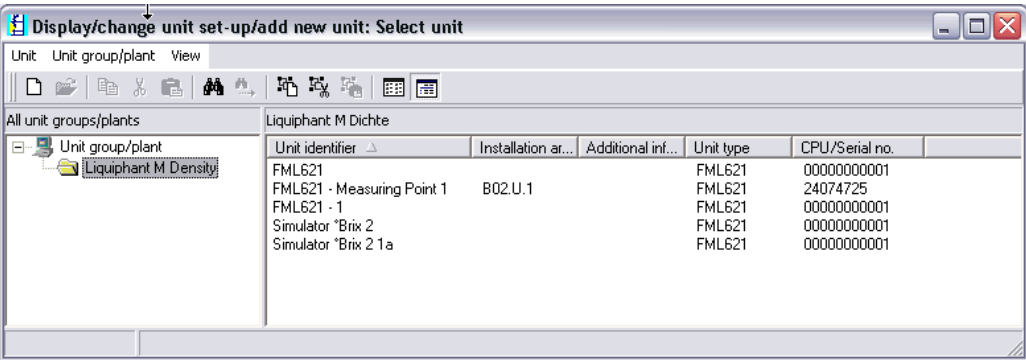 Display/change unit set-up/add new unit: Select unit
Unit Unit group/plant View
All unit groups/plants Liquiphant M Dichte
Unit group/plant
Liquiphant M Density
Unit identifier Installation ar... Additional inf... Unit type CPU/Serial no.
FML621 FML621 00000000001
FML621 - Measuring Point 1 B02.U.1 FML621 24074725
FML621 - 1 FML621 00000000001
Simulator °Brix 2 FML621 00000000001
Simulator °Brix 2 1a FML621 00000000001